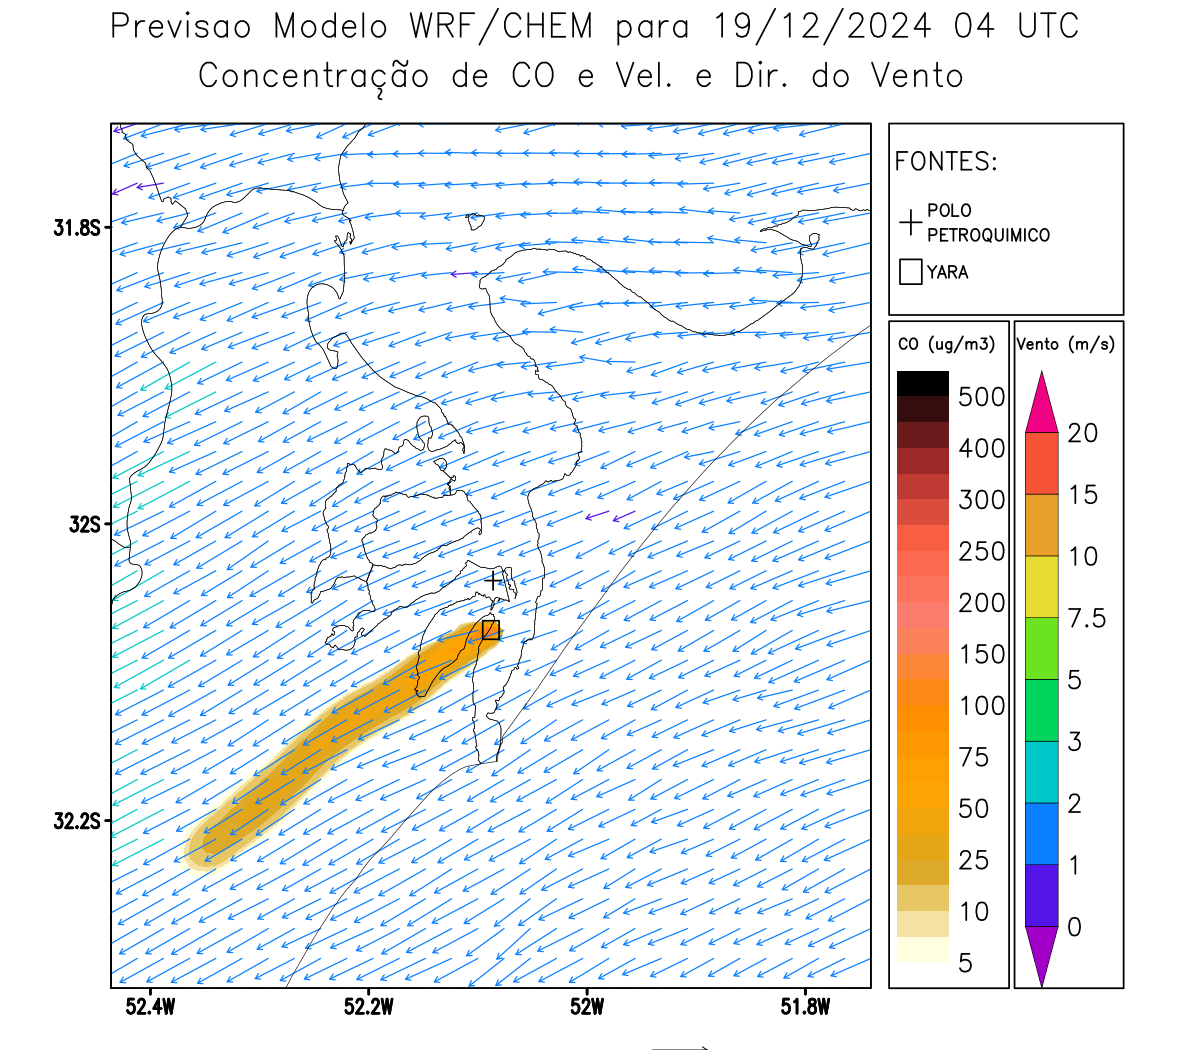 Previsao Modelo WRF/CHEM para 19/12/2024 04 UTC
Concentração de CO e Vel. e Dir. do Vento
FONTES:
POLO
PETROQUIMICO
YARA
CO (ug/m3)
500
400
300
250
200
150
100
75
50
25
10
5
Vento (m/s)
20
15
10
7.5
5
3
2
1
0
31.8S
32S
32.2S
52.4W
52.2W
52W
51.8W